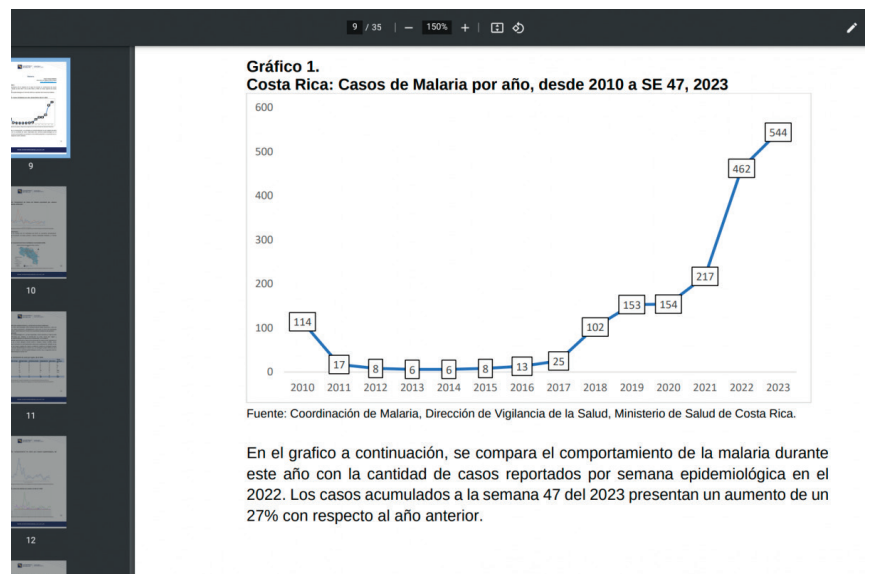 9 / 35
150%
Gráfico 1.
Costa Rica: Casos de Malaria por año, desde 2010 a SE 47, 2023
600
500
400
300
200
100
0
114
17
8
6
6
8
13
25
102
153
154
217
462
544
2010 2011 2012 2013 2014 2015 2016 2017 2018 2019 2020 2021 2022 2023
Fuente: Coordinación de Malaria, Dirección de Vigilancia de la Salud, Ministerio de Salud de Costa Rica.
En el grafico a continuación, se compara el comportamiento de la malaria durante
este año con la cantidad de casos reportados por semana epidemiológica en el
2022. Los casos acumulados a la semana 47 del 2023 presentan un aumento de un
27% con respecto al año anterior.
9
10
11
12